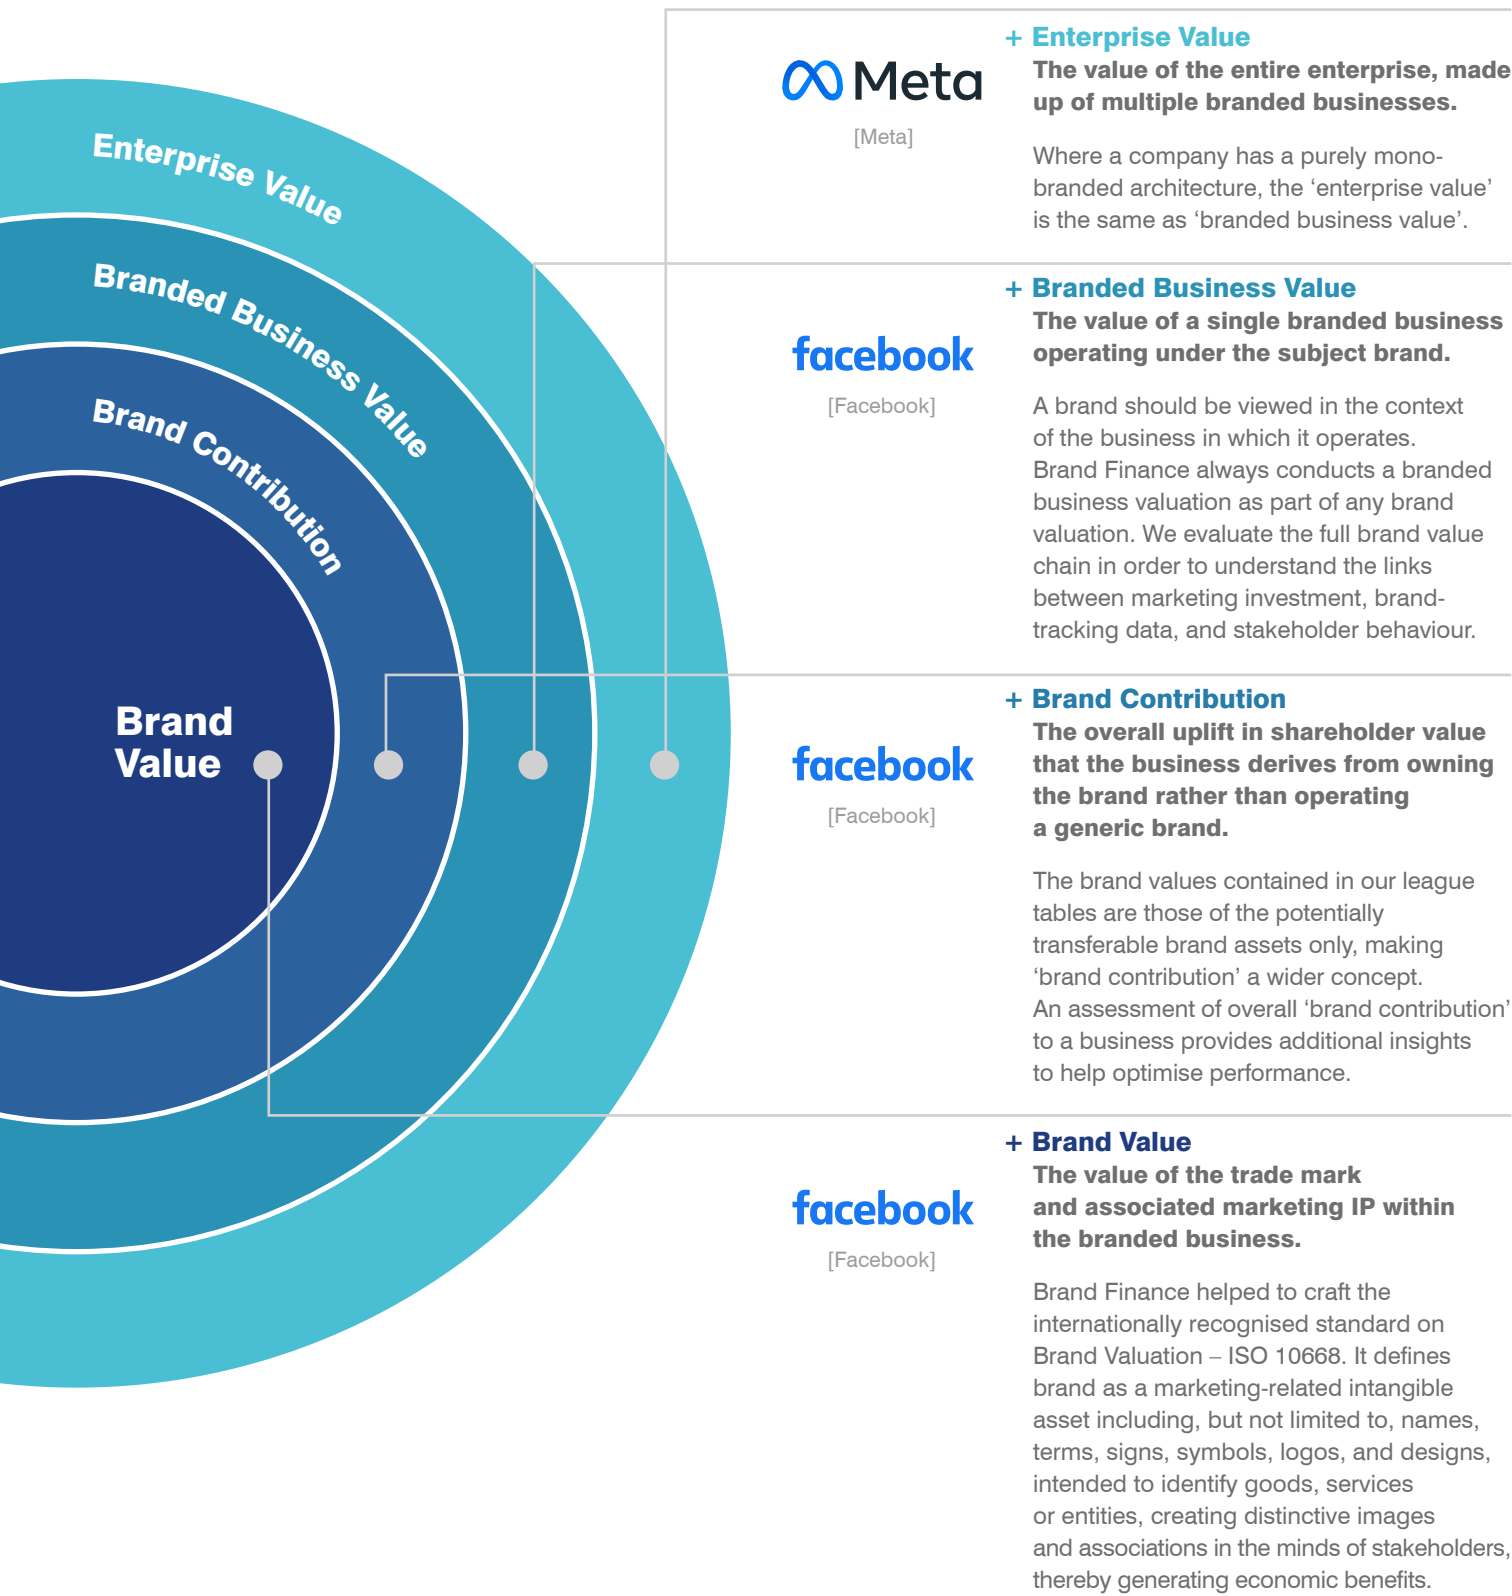 Enterprise Value
Branded Business Value
Brand Contribution
Brand
Value
Meta
[Meta]
+ Enterprise Value
The value of the entire enterprise, made
up of multiple branded businesses.
Where a company has a purely mono-
branded architecture, the ‘enterprise value’
is the same as ‘branded business value’.
facebook
[Facebook]
+ Branded Business Value
The value of a single branded business
operating under the subject brand.
A brand should be viewed in the context
of the business in which it operates.
Brand Finance always conducts a branded
business valuation as part of any brand
valuation. We evaluate the full brand value
chain in order to understand the links
between marketing investment, brand-
tracking data, and stakeholder behaviour.
facebook
[Facebook]
+ Brand Contribution
The overall uplift in shareholder value
that the business derives from owning
the brand rather than operating
a generic brand.
The brand values contained in our league
tables are those of the potentially
transferable brand assets only, making
‘brand contribution’ a wider concept.
An assessment of overall ‘brand contribution’
to a business provides additional insights
to help optimise performance.
facebook
[Facebook]
+ Brand Value
The value of the trade mark
and associated marketing IP within
the branded business.
Brand Finance helped to craft the
internationally recognised standard on
Brand Valuation – ISO 10668. It defines
brand as a marketing-related intangible
asset including, but not limited to, names,
terms, signs, symbols, logos, and designs,
intended to identify goods, services
or entities, creating distinctive images
and associations in the minds of stakeholders,
thereby generating economic benefits.